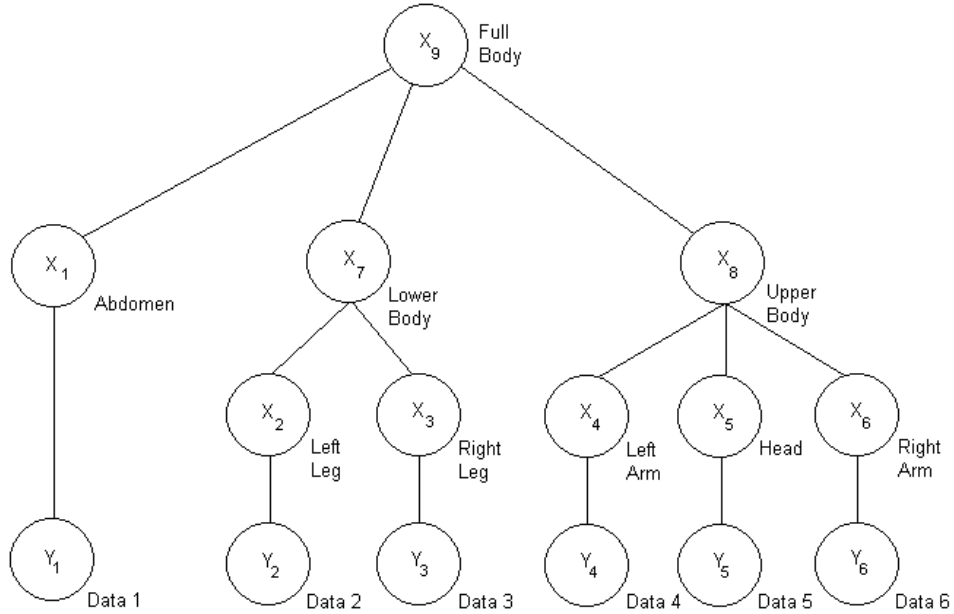 X9 Full
Body
X1 Abdomen
X7 Lower
Body
X8 Upper
Body
X2 Left
Leg
X3 Right
Leg
X4 Left
Arm
X5 Head
X6 Right
Arm
Y1 Data 1
Y2 Data 2
Y3 Data 3
Y4 Data 4
Y5 Data 5
Y6 Data 6